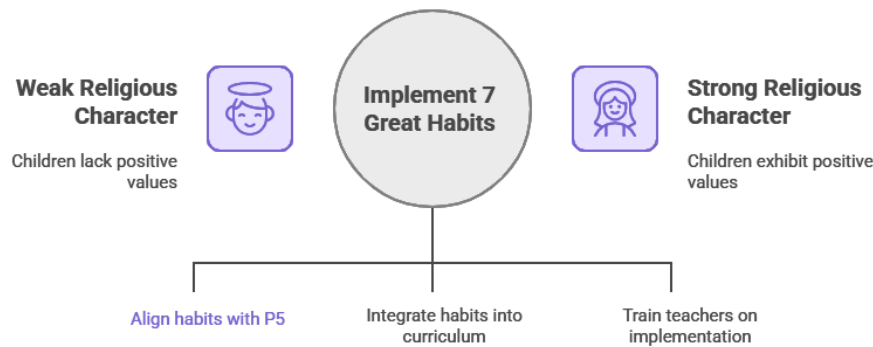 Weak Religious
Character
Children lack positive
values
Implement 7
Great Habits
Strong Religious
Character
Children exhibit positive
values
Align habits with P5
Integrate habits into
curriculum
Train teachers on
implementation